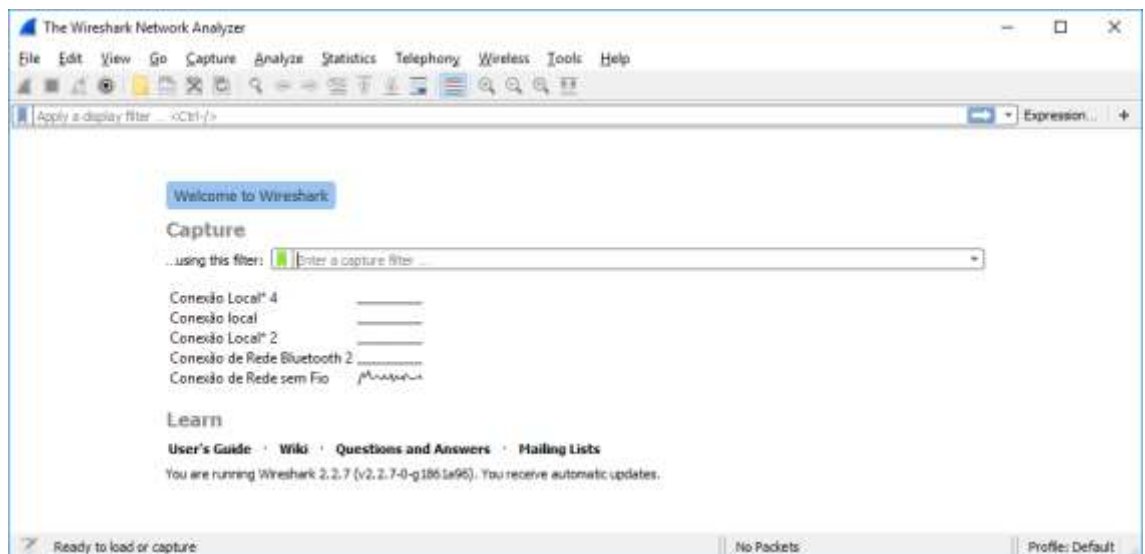 The Wireshark Network Analyzer
File Edit View Go Capture Analyze Statistics Telephony Wireless Tools Help
Apply a display filter ... <Ctrl-/> Expression... +
Welcome to Wireshark
Capture
...using this filter: Enter a capture filter ...
Conexão Local* 4
Conexão local
Conexão Local* 2
Conexão de Rede Bluetooth 2
Conexão de Rede sem Fio
Learn
User's Guide · Wiki · Questions and Answers · Mailing Lists
You are running Wireshark 2.2.7 (v2.2.7-0-g1861a96). You receive automatic updates.
Ready to load or capture No Packets Profile: Default